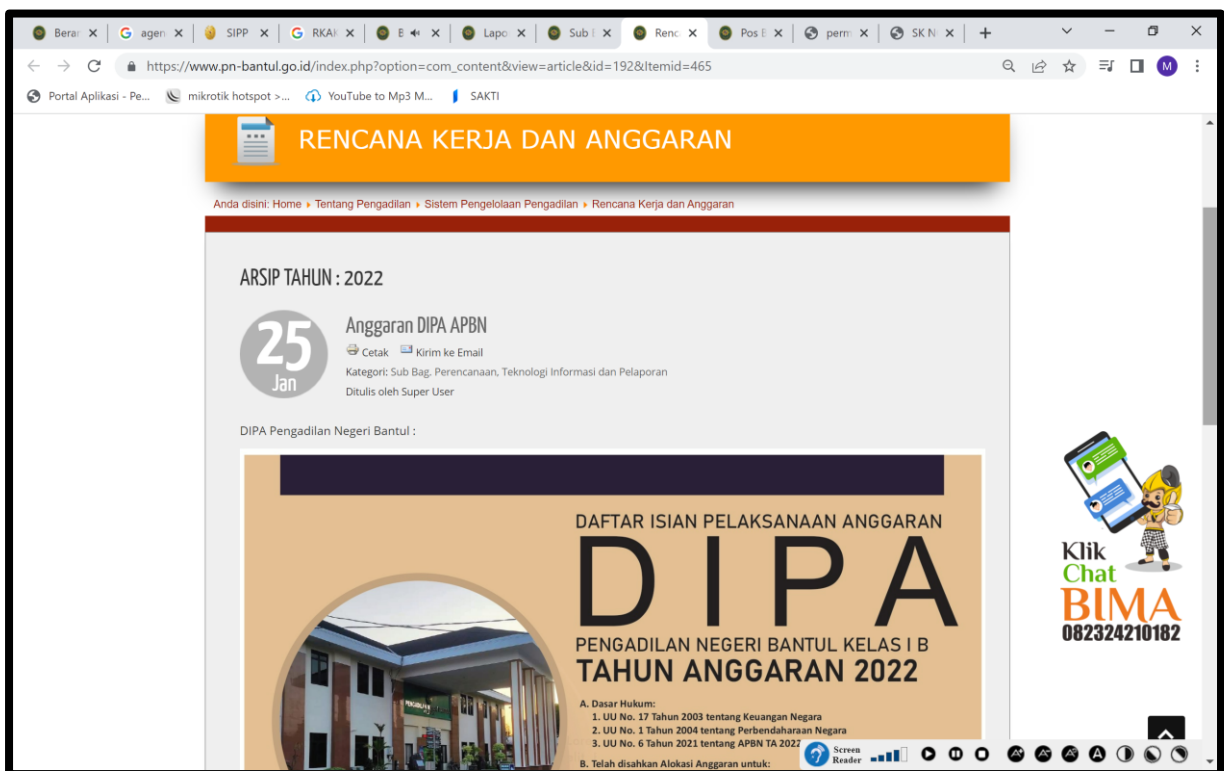 Berar
agen
SIPP
RKAK
B
Lapo
Sub
Renc
Pos B
perm
SK N
https://www.pn-bantul.go.id/index.php?option=com_content&view=article&id=192&Itemid=465
M
Portal Aplikasi - Pe...
mikrotik hotspot >...
YouTube to Mp3 M...
SAKTI
RENCANA KERJA DAN ANGGARAN
Anda disini: Home Tentang Pengadilan Sistem Pengelolaan Pengadilan Rencana Kerja dan Anggaran
ARSIP TAHUN : 2022
25
Jan
Anggaran DIPA APBN
Cetak Kirim ke Email
Kategori: Sub Bag. Perencanaan, Teknologi Informasi dan Pelaporan
Ditulis oleh Super User
DIPA Pengadilan Negeri Bantul :
DAFTAR ISIAN PELAKSANAAN ANGGARAN
DIPA
PENGADILAN NEGERI BANTUL KELAS I B
TAHUN ANGGARAN 2022
A. Dasar Hukum:
1. UU No. 17 Tahun 2003 tentang Keuangan Negara
2. UU No. 1 Tahun 2004 tentang Perbendaharaan Negara
3. UU No. 6 Tahun 2021 tentang APBN TA 2022
B. Telah disahkan Alokasi Anggaran untuk:
Klik
Chat
BIMA
082324210182
Screen
Reader